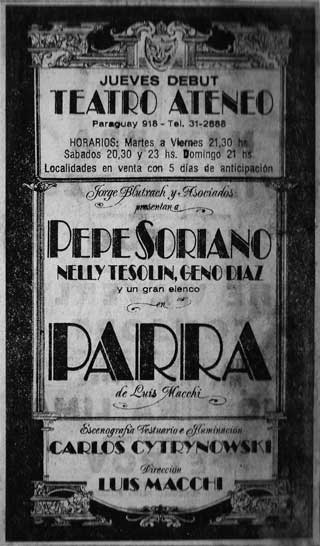 JUEVES DEBUT
TEATRO ATENEO
Paraguay 918 - Tel. 31-2888
HORARIOS: Martes a Viernes 21,30 hs.
Sabados 20,30 y 23 hs. Domingo 21 hs.
Localidades en venta con 5 días de anticipación
Jorge Blutrach y Asociados
presentan a
PEPE SORIANO
NELLY TESOLIN, GENO DIAZ
y un gran elenco
en
PARRA
de Luis Macchi
Escenografía Vestuario e Iluminación
CARLOS CYTRYNOWSKI
Dirección
LUIS MACCHI